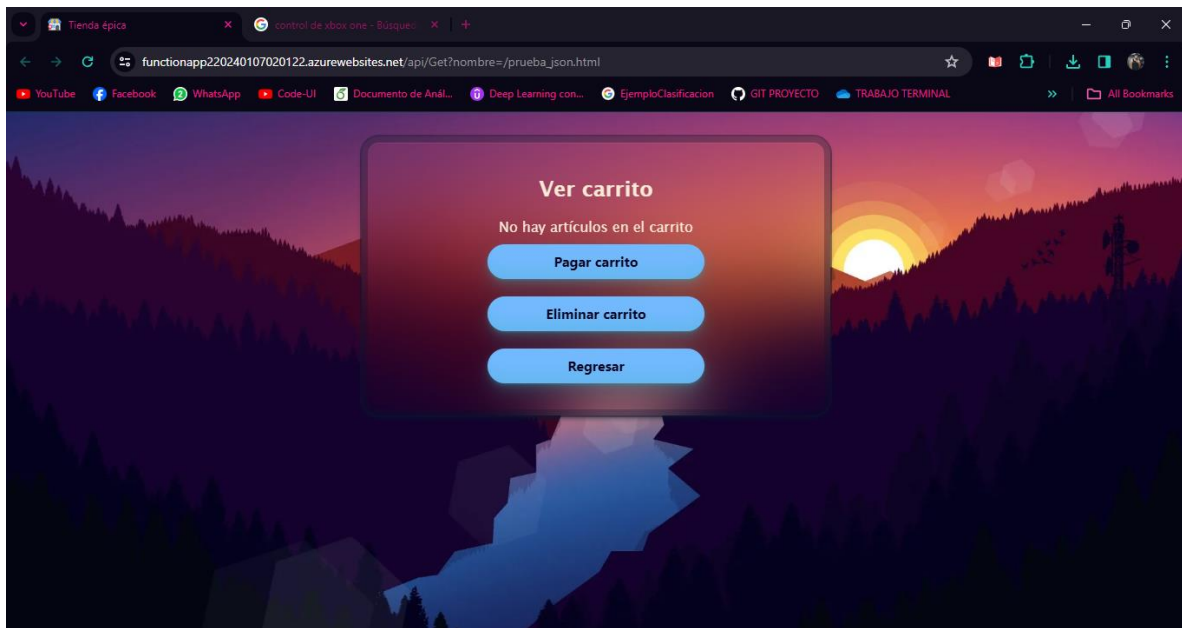 Tienda épica
control de xbox one - Búsqued
functionapp220240107020122.azurewebsites.net/api/Get?nombre=/prueba_json.html
YouTube Facebook WhatsApp Code-UI Documento de Anál... Deep Learning con... EjemploClasificacion GIT PROYECTO TRABAJO TERMINAL » All Bookmarks
Ver carrito
No hay artículos en el carrito
Pagar carrito
Eliminar carrito
Regresar